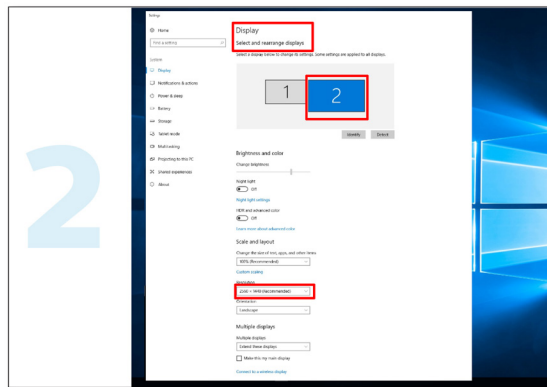 2
Settings
Home
Find a setting
System
Display
Notifications & actions
Power & sleep
Battery
Storage
Tablet mode
Multitasking
Projecting to this PC
Shared experiences
About
Display
Select and rearrange displays
Select a display below to change its settings. Some settings are applied to all displays.
1
2
Identify
Detect
Brightness and color
Change brightness
Night light
Off
Night light settings
HDR and advanced color
Off
Learn more about advanced color
Scale and layout
Change the size of text, apps, and other items
100% (Recommended)
Custom scaling
Resolution
2560 × 1440 (Recommended)
Orientation
Landscape
Multiple displays
Multiple displays
Extend these displays
Make this my main display
Connect to a wireless display